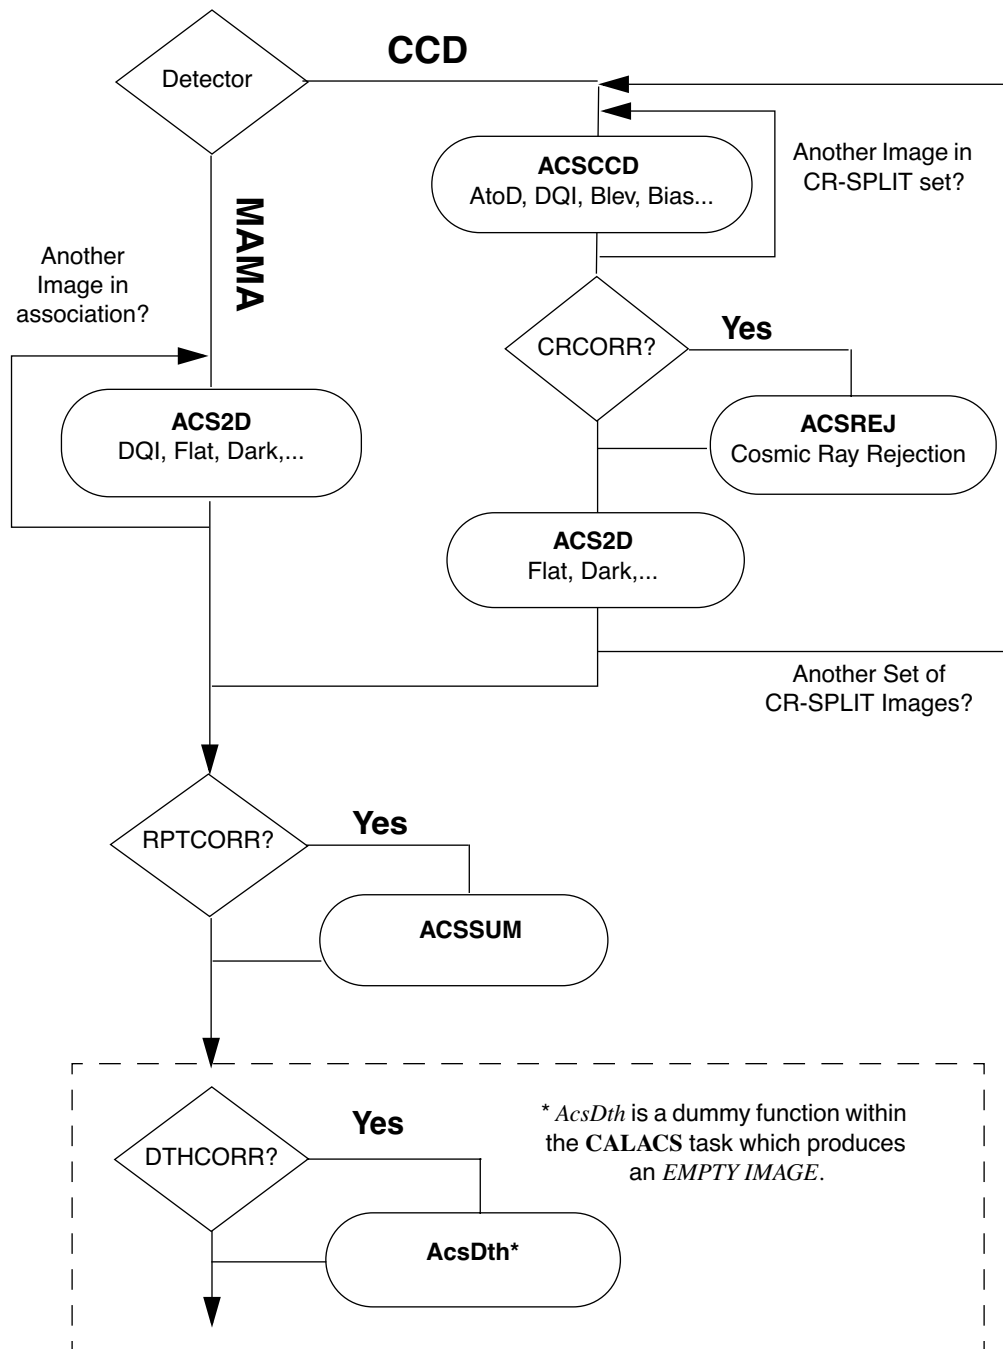 Detector
CCD
MAMA
Another Image in
CR-SPLIT set?
ACSCCD
AtoD, DQI, Blev, Bias...
Another
Image in
association?
CRCORR?
Yes
ACS2D
DQI, Flat, Dark,...
ACSREJ
Cosmic Ray Rejection
ACS2D
Flat, Dark,...
Another Set of
CR-SPLIT Images?
RPTCORR?
Yes
ACSSUM
DTHCORR?
Yes
* AcsDth is a dummy function within
the CALACS task which produces
an EMPTY IMAGE.
AcsDth*